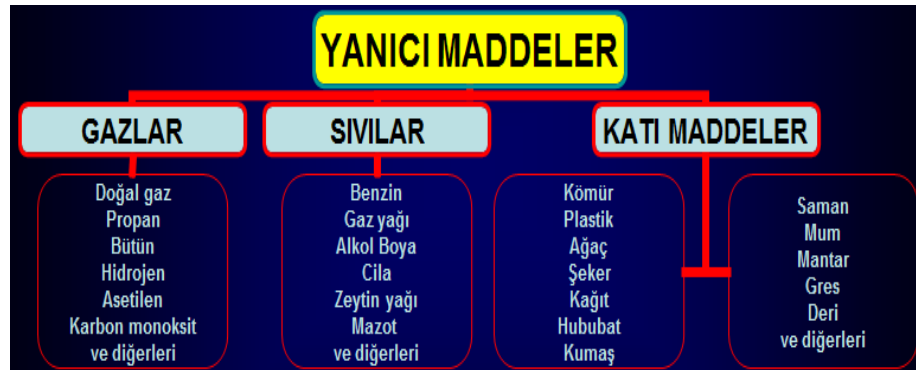 YANICI MADDELER
GAZLAR
Doğal gaz
Propan
Bütün
Hidrojen
Asetilen
Karbon monoksit
ve diğerleri
SIVILAR
Benzin
Gaz yağı
Alkol Boya
Cila
Zeytin yağı
Mazot
ve diğerleri
KATI MADDELER
Kömür
Plastik
Ağaç
Şeker
Kağıt
Hububat
Kumaş
Saman
Mum
Mantar
Gres
Deri
ve diğerleri